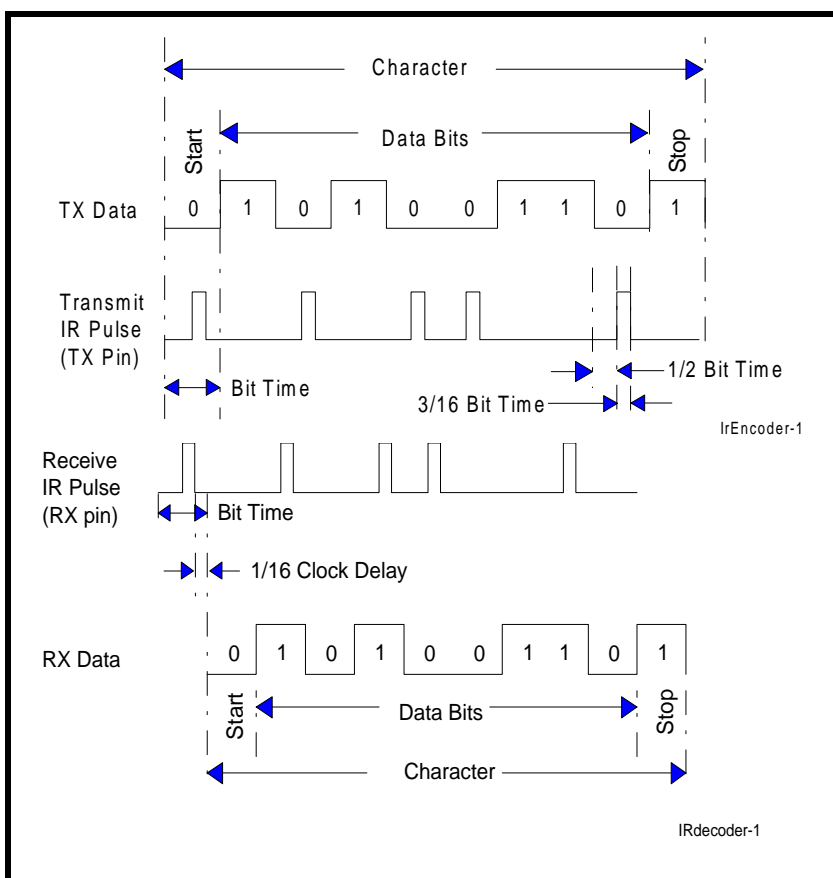 Character
Start
Data Bits
Stop
TX Data
0 1 0 1 0 0 1 1 0 1
Transmit
IR Pulse
(TX Pin)
Bit Time
1/2 Bit Time
3/16 Bit Time
IrEncoder-1
Receive
IR Pulse
(RX pin)
Bit Time
1/16 Clock Delay
RX Data
0 1 0 1 0 0 1 1 0 1
Start
Data Bits
Stop
Character
IRdecoder-1